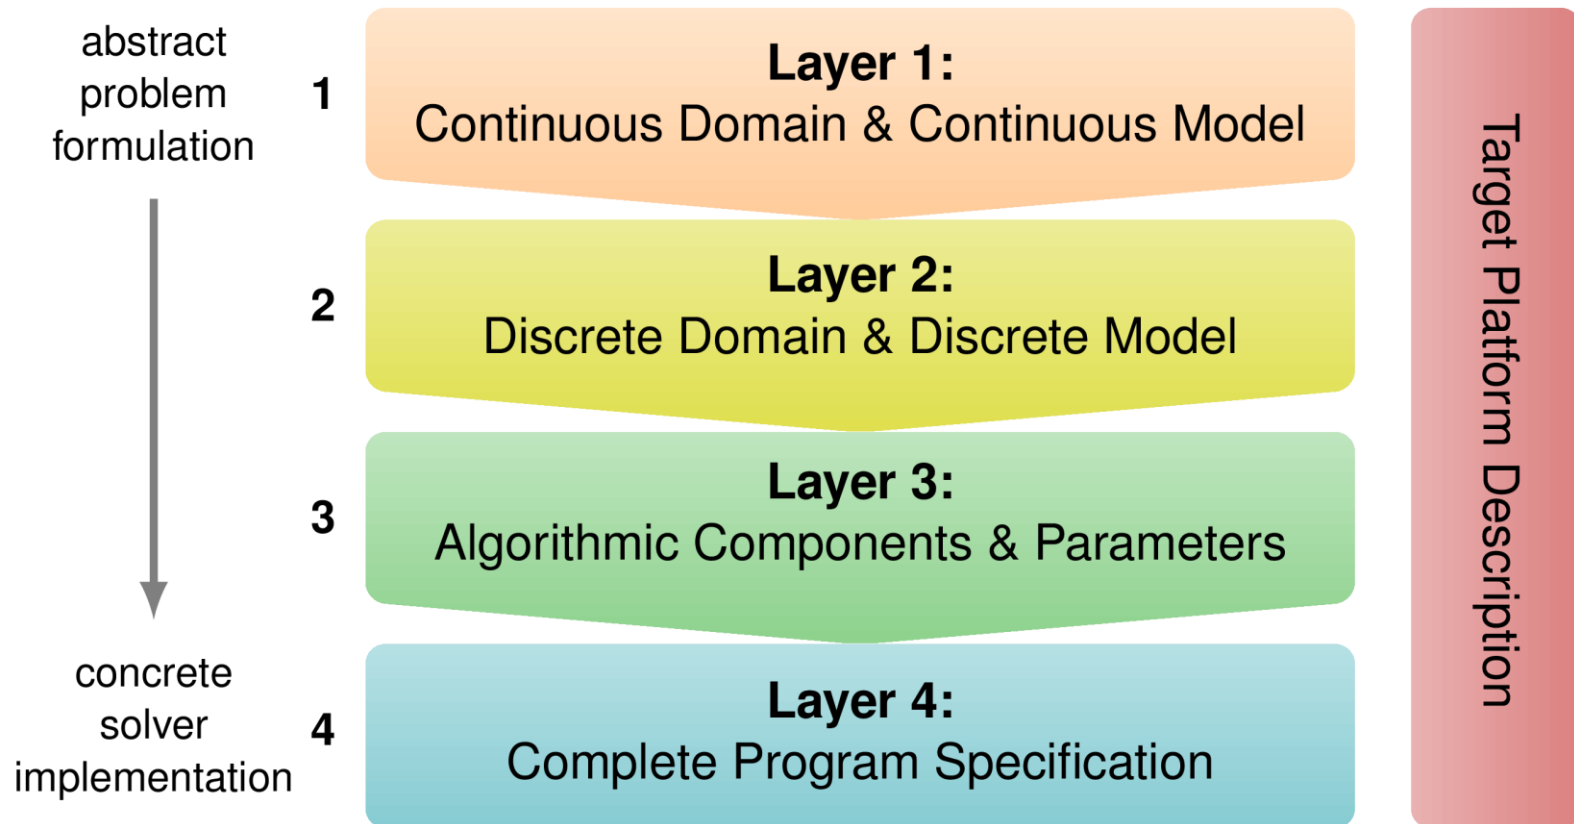 abstract
problem
formulation
1
Layer 1:
Continuous Domain & Continuous Model
2
Layer 2:
Discrete Domain & Discrete Model
3
Layer 3:
Algorithmic Components & Parameters
concrete
solver
implementation
4
Layer 4:
Complete Program Specification
Target Platform Description